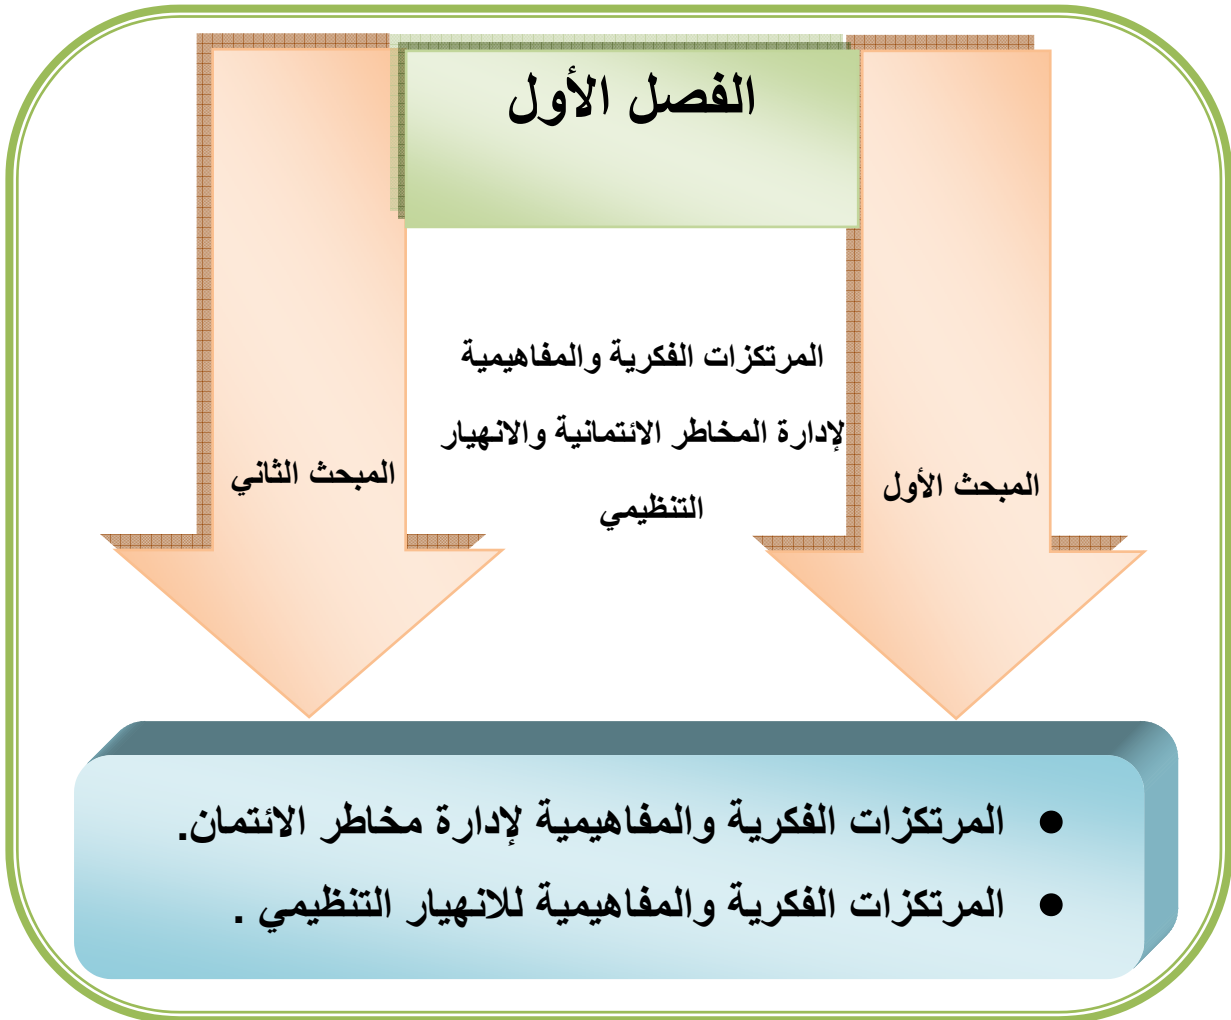 الفصل الأول
المرتكزات الفكرية والمفاهيمية
لإدارة المخاطر الائتمانية والانهيار
التنظيمي
المبحث الأول
المبحث الثاني
● المرتكزات الفكرية والمفاهيمية لإدارة مخاطر الائتمان.
● المرتكزات الفكرية والمفاهيمية للانهيار التنظيمي .